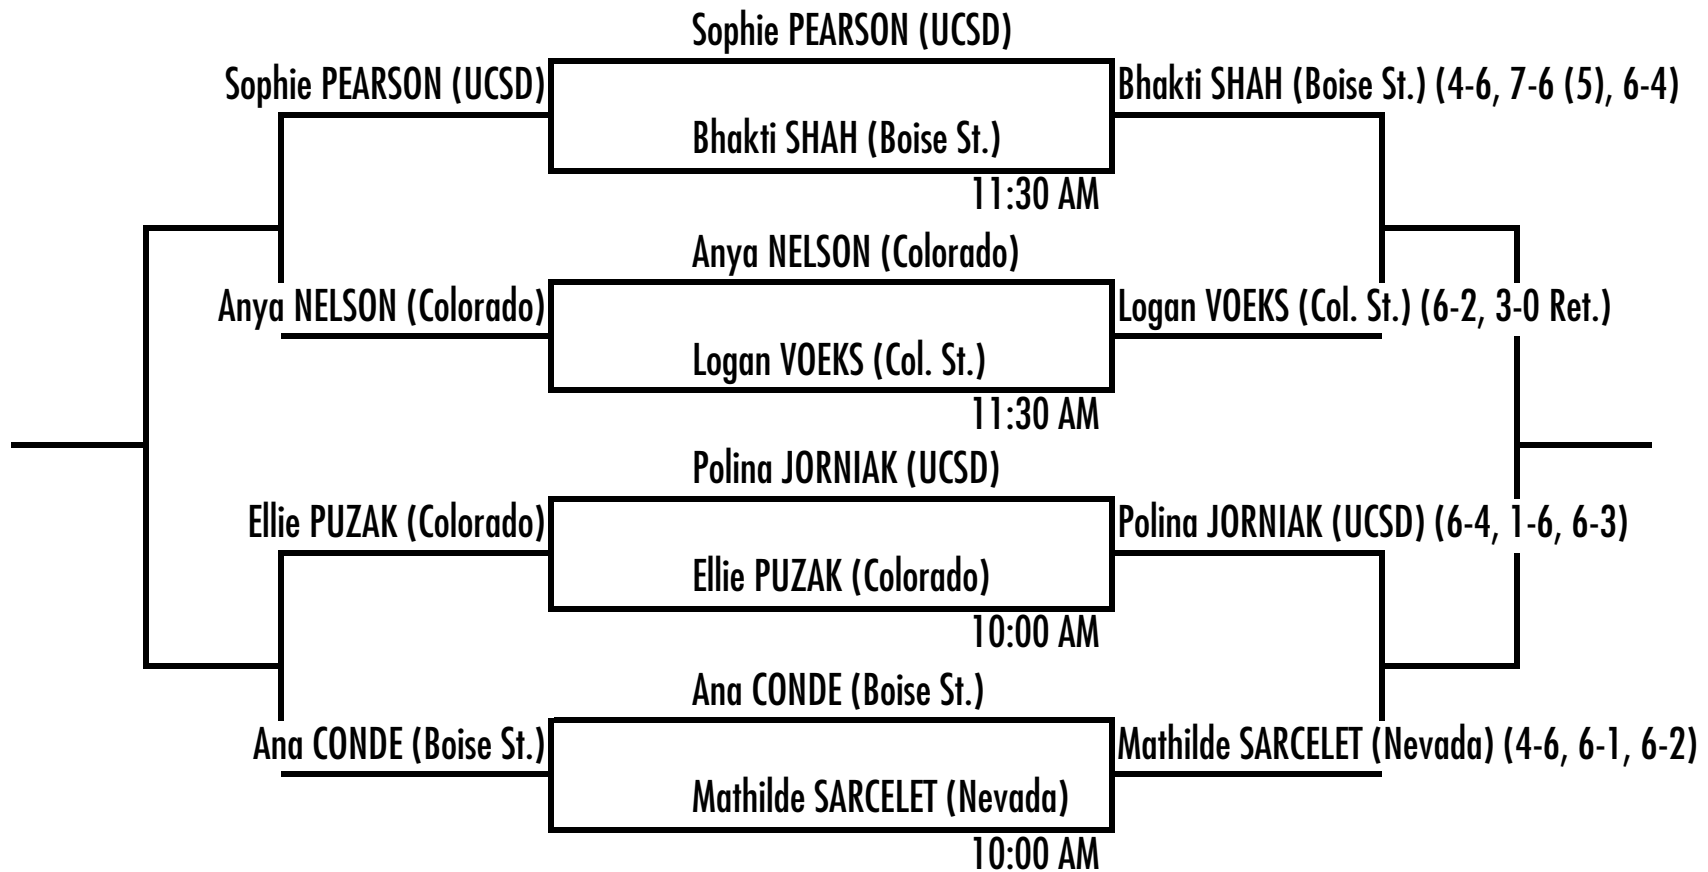 Sophie PEARSON (UCSD)
Sophie PEARSON (UCSD)
Bhakti SHAH (Boise St.) (4-6, 7-6 (5), 6-4)
Bhakti SHAH (Boise St.)
11:30 AM
Anya NELSON (Colorado)
Anya NELSON (Colorado)
Logan VOEKS (Col. St.) (6-2, 3-0 Ret.)
Logan VOEKS (Col. St.)
11:30 AM
Polina JORNIAK (UCSD)
Ellie PUZAK (Colorado)
Polina JORNIAK (UCSD) (6-4, 1-6, 6-3)
Ellie PUZAK (Colorado)
10:00 AM
Ana CONDE (Boise St.)
Ana CONDE (Boise St.)
Mathilde SARCELET (Nevada) (4-6, 6-1, 6-2)
Mathilde SARCELET (Nevada)
10:00 AM